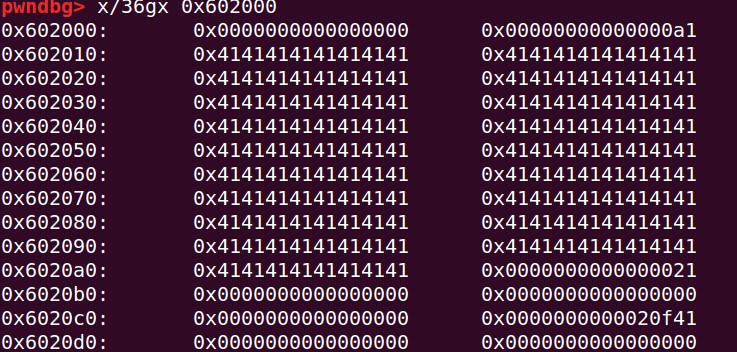 pwndbg> x/36gx 0x602000
0x602000: 0x0000000000000000 0x00000000000000a1
0x602010: 0x4141414141414141 0x4141414141414141
0x602020: 0x4141414141414141 0x4141414141414141
0x602030: 0x4141414141414141 0x4141414141414141
0x602040: 0x4141414141414141 0x4141414141414141
0x602050: 0x4141414141414141 0x4141414141414141
0x602060: 0x4141414141414141 0x4141414141414141
0x602070: 0x4141414141414141 0x4141414141414141
0x602080: 0x4141414141414141 0x4141414141414141
0x602090: 0x4141414141414141 0x4141414141414141
0x6020a0: 0x4141414141414141 0x0000000000000021
0x6020b0: 0x0000000000000000 0x0000000000000000
0x6020c0: 0x0000000000000000 0x0000000000020f41
0x6020d0: 0x0000000000000000 0x0000000000000000